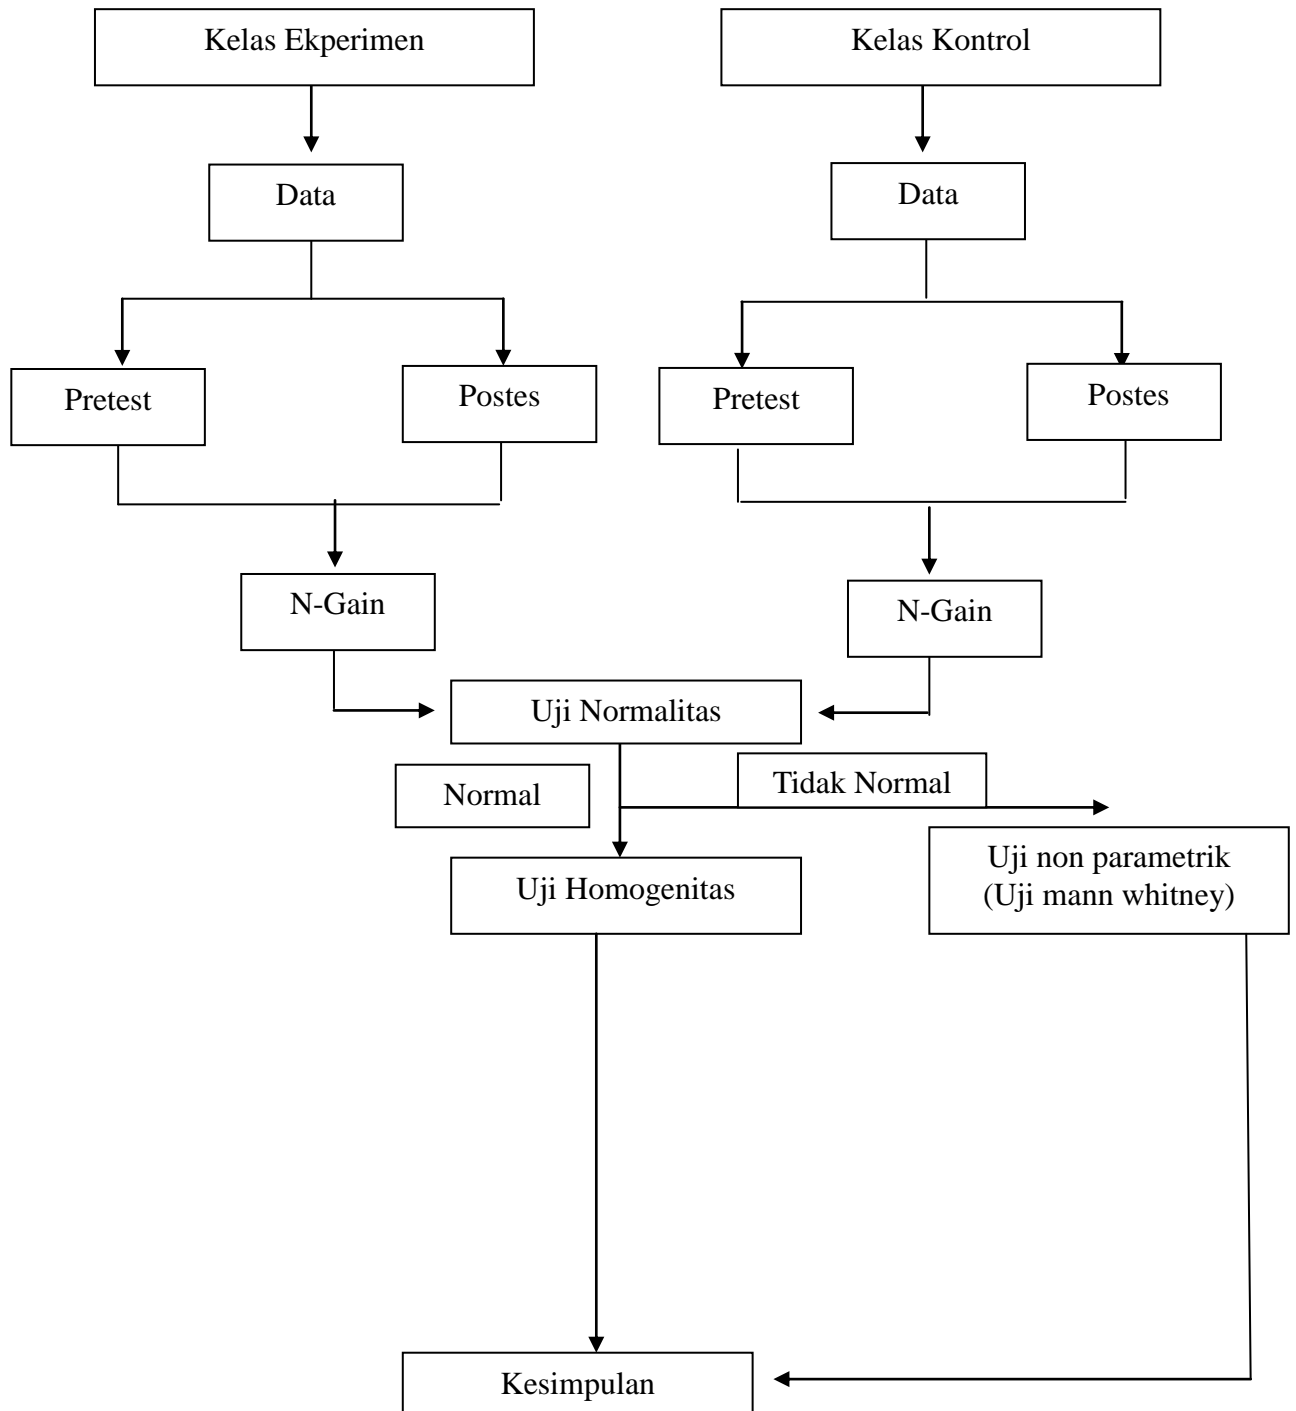 Kelas Ekperimen
Kelas Kontrol
Data
Data
Pretest
Postes
Pretest
Postes
N-Gain
N-Gain
Uji Normalitas
Normal
Tidak Normal
Uji Homogenitas
Uji non parametrik
(Uji mann whitney)
Kesimpulan